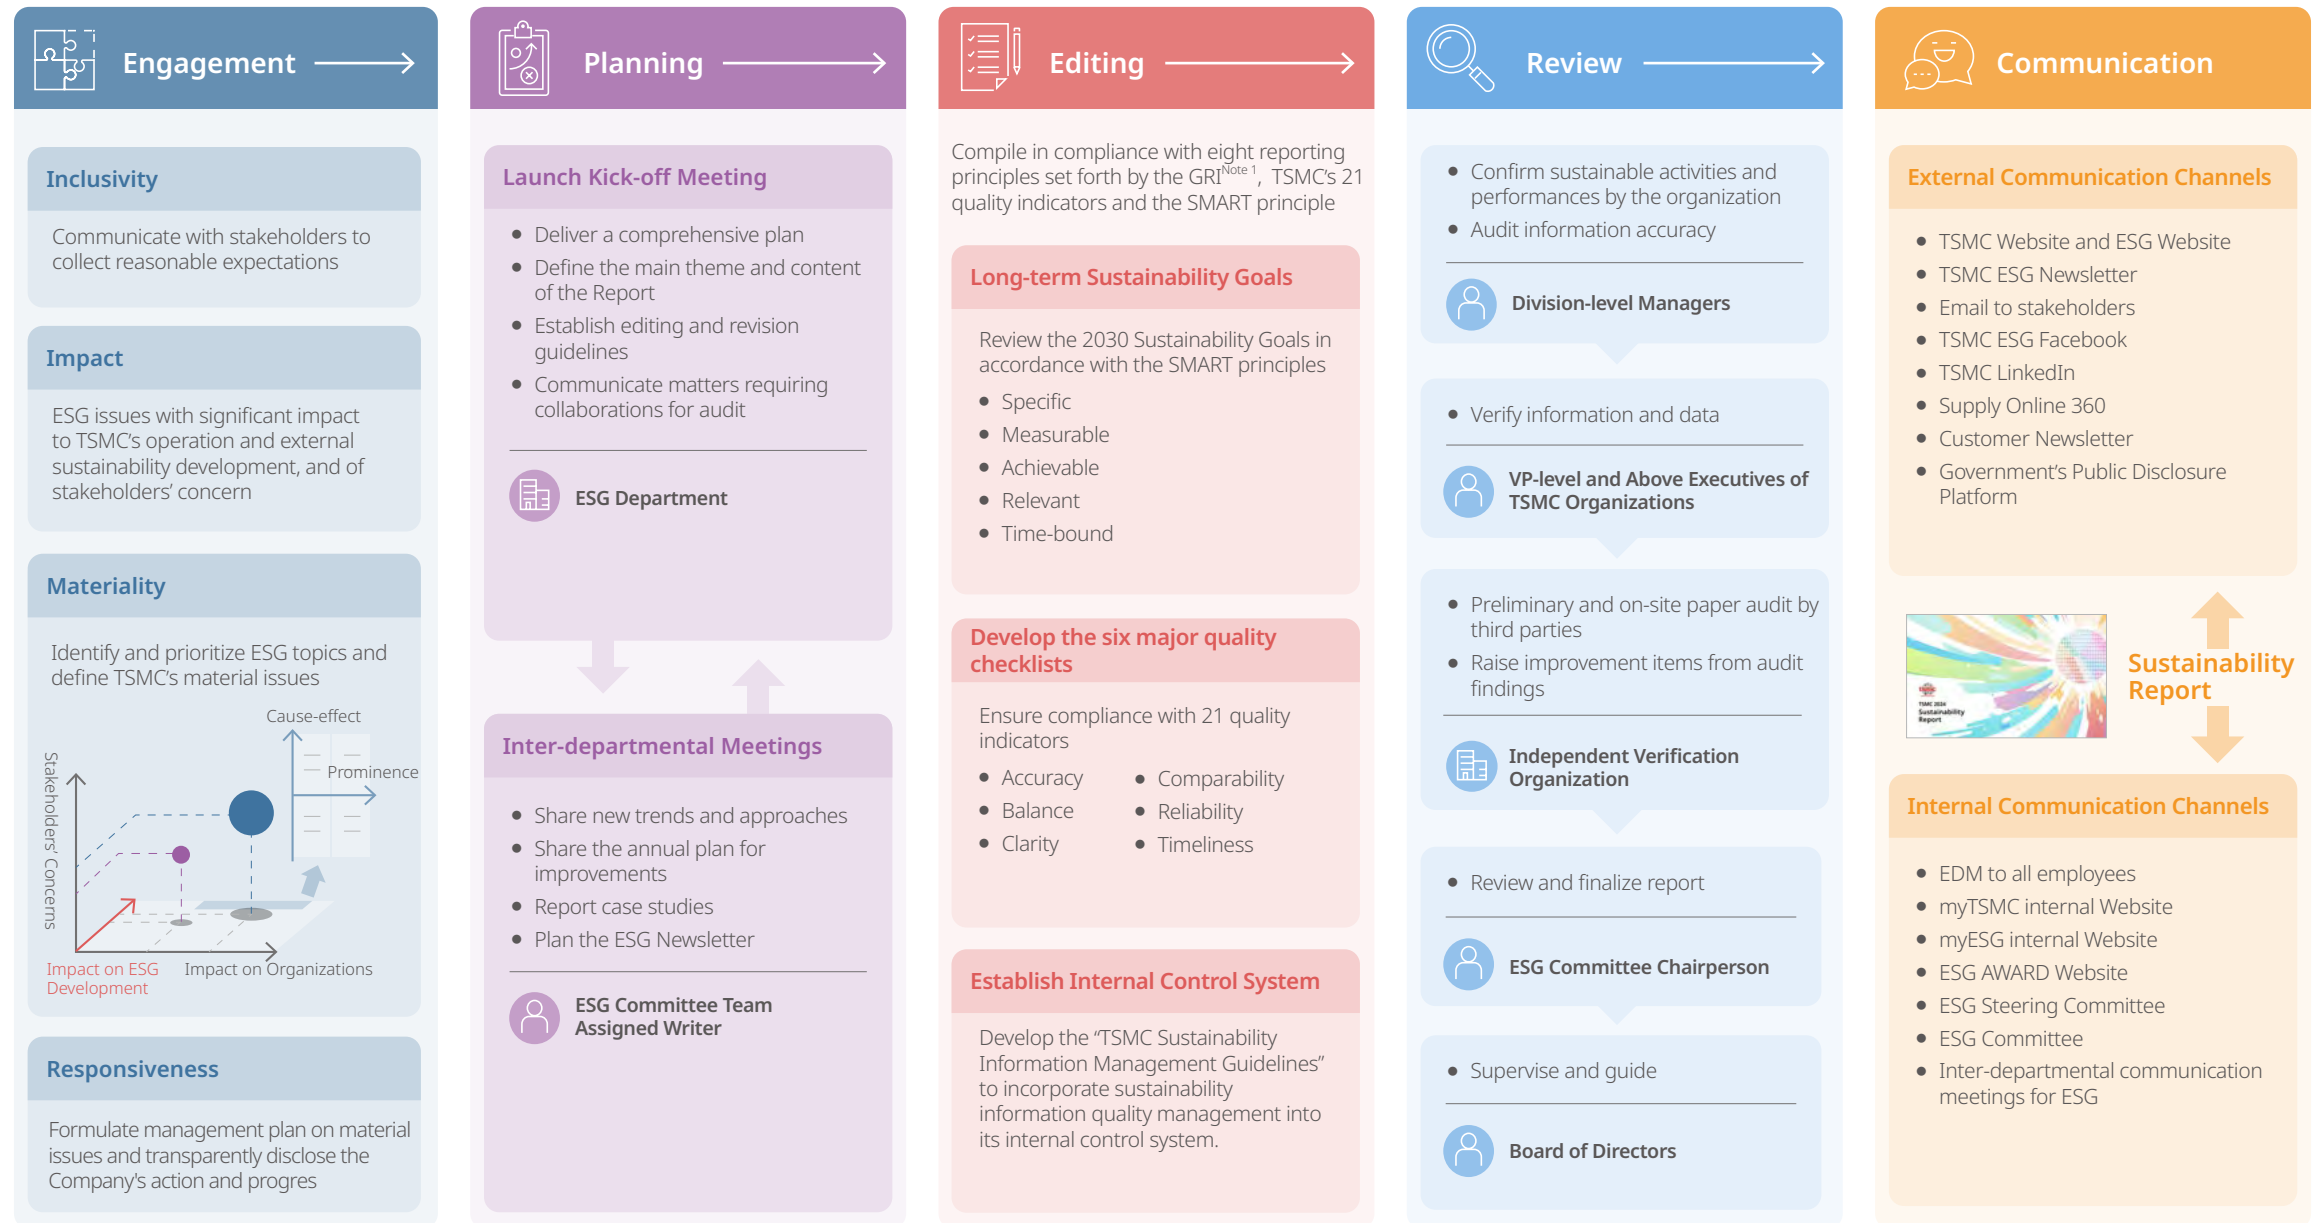 Engagement
Inclusivity
Communicate with stakeholders to
collect reasonable expectations
Impact
ESG issues with significant impact
to TSMC's operation and external
sustainability development, and of
stakeholders' concern
Materiality
Identify and prioritize ESG topics and
define TSMC's material issues
Cause-effect
Prominence
Stakeholders' Concerns
Impact on ESG
Development
Impact on Organizations
Responsiveness
Formulate management plan on material
issues and transparently disclose the
Company's action and progres
Planning
Launch Kick-off Meeting
• Deliver a comprehensive plan
• Define the main theme and content
of the Report
• Establish editing and revision
guidelines
• Communicate matters requiring
collaborations for audit
ESG Department
Inter-departmental Meetings
• Share new trends and approaches
• Share the annual plan for
improvements
• Report case studies
• Plan the ESG Newsletter
ESG Committee Team
Assigned Writer
Editing
Compile in compliance with eight reporting
principles set forth by the GRI Note 1, TSMC's 21
quality indicators and the SMART principle
Long-term Sustainability Goals
Review the 2030 Sustainability Goals in
accordance with the SMART principles
• Specific
• Measurable
• Achievable
• Relevant
• Time-bound
Develop the six major quality
checklists
Ensure compliance with 21 quality
indicators
• Accuracy
• Balance
• Clarity
• Comparability
• Reliability
• Timeliness
Establish Internal Control System
Develop the “TSMC Sustainability
Information Management Guidelines”
to incorporate sustainability
information quality management into
its internal control system.
Review
• Confirm sustainable activities and
performances by the organization
• Audit information accuracy
Division-level Managers
• Verify information and data
VP-level and Above Executives of
TSMC Organizations
• Preliminary and on-site paper audit by
third parties
• Raise improvement items from audit
findings
Independent Verification
Organization
• Review and finalize report
ESG Committee Chairperson
• Supervise and guide
Board of Directors
Communication
External Communication Channels
• TSMC Website and ESG Website
• TSMC ESG Newsletter
• Email to stakeholders
• TSMC ESG Facebook
• TSMC LinkedIn
• Supply Online 360
• Customer Newsletter
• Government's Public Disclosure
Platform
TSMC 2024
Sustainability
Report
Sustainability
Report
Internal Communication Channels
• EDM to all employees
• myTSMC internal Website
• myESG internal Website
• ESG AWARD Website
• ESG Steering Committee
• ESG Committee
• Inter-departmental communication
meetings for ESG